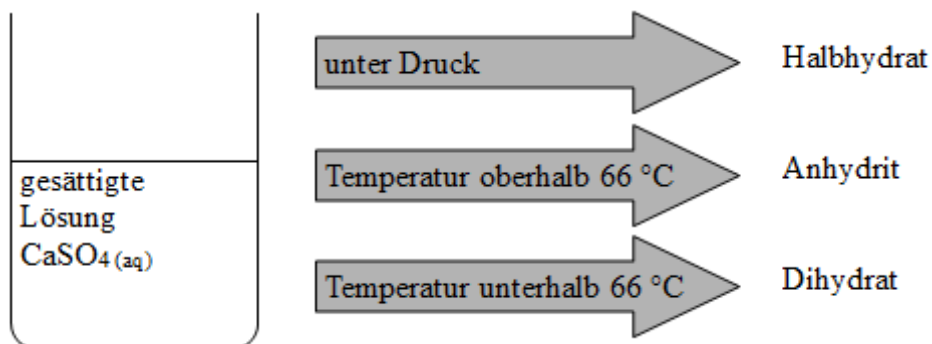 unter Druck
Halbhydrat
Temperatur oberhalb 66 °C
Anhydrit
gesättigte
Lösung
CaSO4 (aq)
Temperatur unterhalb 66 °C
Dihydrat